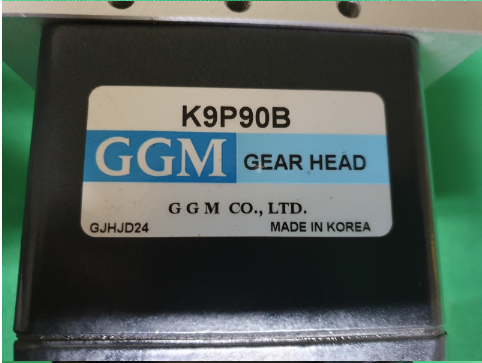 K9P90B
GGM GEAR HEAD
G G M CO., LTD.
GJHJD24 MADE IN KOREA